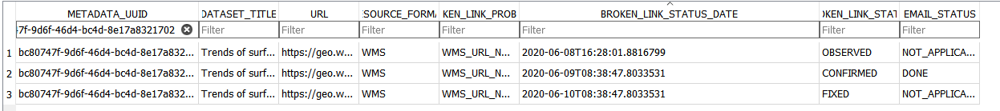 METADATA_UUID DATASET_TITLE URL ESOURCE_FORMA KEN_LINK_PROB BROKEN_LINK_STATUS_DATE OKEN_LINK_STAT EMAIL_STATUS
47f-9d6f-46d4-bc4d-8e17a8321702 Filter Filter Filter Filter Filter Filter Filter
1 bc80747f-9d6f-46d4-bc4d-8e17a832... Trends of surf... https://geo.w... WMS WMS_URL_N... 2020-06-08T16:28:01.8816799 OBSERVED NOT_APPLICA...
2 bc80747f-9d6f-46d4-bc4d-8e17a832... Trends of surf... https://geo.w... WMS WMS_URL_N... 2020-06-09T08:38:47.8033531 CONFIRMED DONE
3 bc80747f-9d6f-46d4-bc4d-8e17a832... Trends of surf... https://geo.w... WMS WMS_URL_N... 2020-06-10T08:38:47.8033531 FIXED NOT_APPLICA...